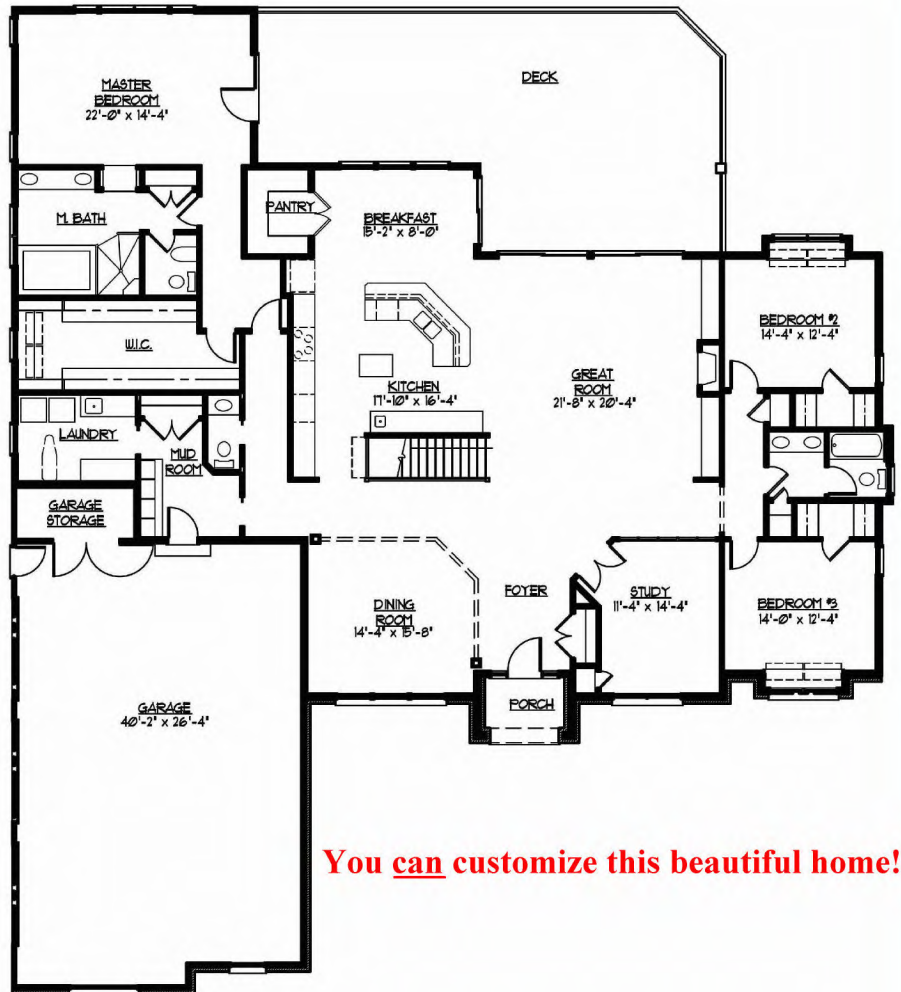 MASTER
BEDROOM
22'-0" x 14'-4"
DECK
PANTRY
M. BATH
BREAKFAST
15'-2" x 8'-0"
W.I.C.
BEDROOM #2
14'-4" x 12'-4"
KITCHEN
17'-10" x 16'-4"
GREAT
ROOM
21'-8" x 20'-4"
LAUNDRY
MUD
ROOM
GARAGE
STORAGE
DINING
ROOM
14'-4" x 15'-8"
FOYER
STUDY
11'-4" x 14'-4"
BEDROOM #3
14'-0" x 12'-4"
PORCH
GARAGE
40'-2" x 26'-4"
You can customize this beautiful home!